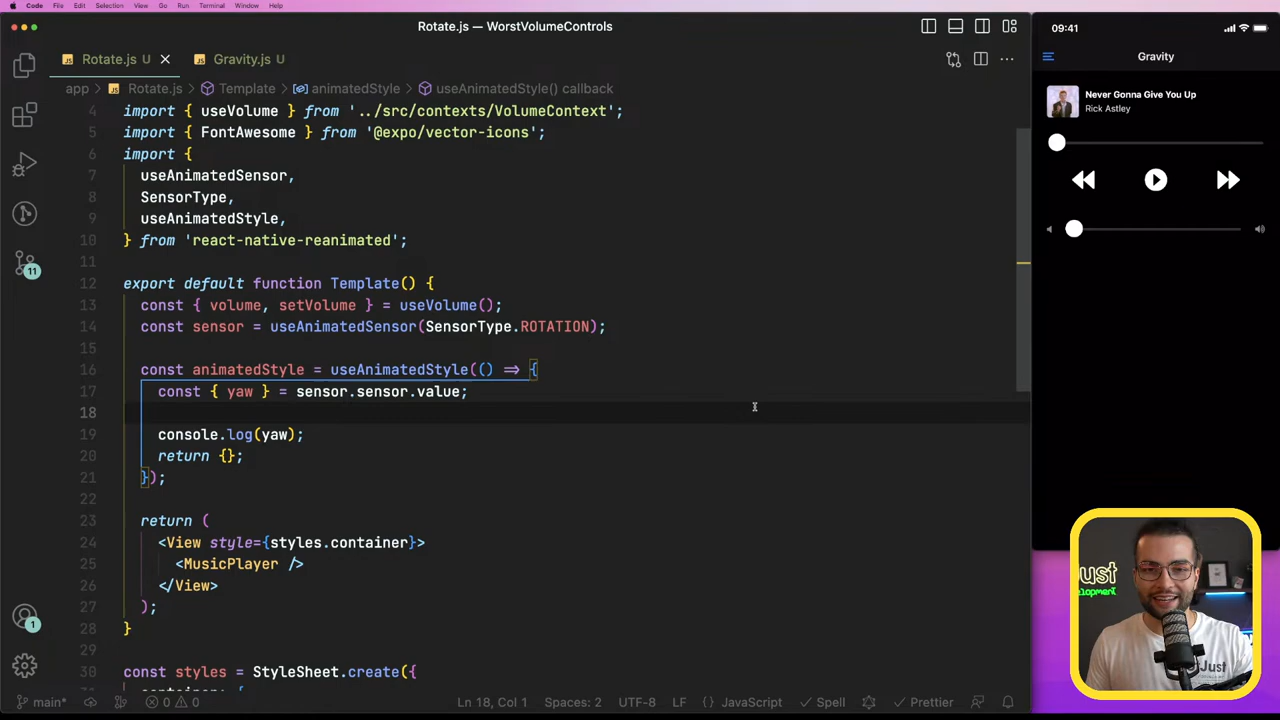 Code File Edit Selection View Go Run Terminal Window Help
Rotate.js — WorstVolumeControls
Rotate.js U
Gravity.js U
app > Rotate.js > Template > animatedStyle > useAnimatedStyle() callback
4 import { useVolume } from '../src/contexts/VolumeContext';
5 import { FontAwesome } from '@expo/vector-icons';
6 import {
7 useAnimatedSensor,
8 SensorType,
9 useAnimatedStyle,
10 } from 'react-native-reanimated';
11
12 export default function Template() {
13 const { volume, setVolume } = useVolume();
14 const sensor = useAnimatedSensor(SensorType.ROTATION);
15
16 const animatedStyle = useAnimatedStyle(() => {
17 const { yaw } = sensor.sensor.value;
18
19 console.log(yaw);
20 return {};
21 });
22
23 return (
24 <View style={styles.container}>
25 <MusicPlayer />
26 </View>
27 );
28 }
29
30 const styles = StyleSheet.create({
11
1
main*
0 0
Ln 18, Col 1 Spaces: 2 UTF-8 LF {} JavaScript Spell Prettier
09:41
Gravity
Never Gonna Give You Up
Rick Astley
Just